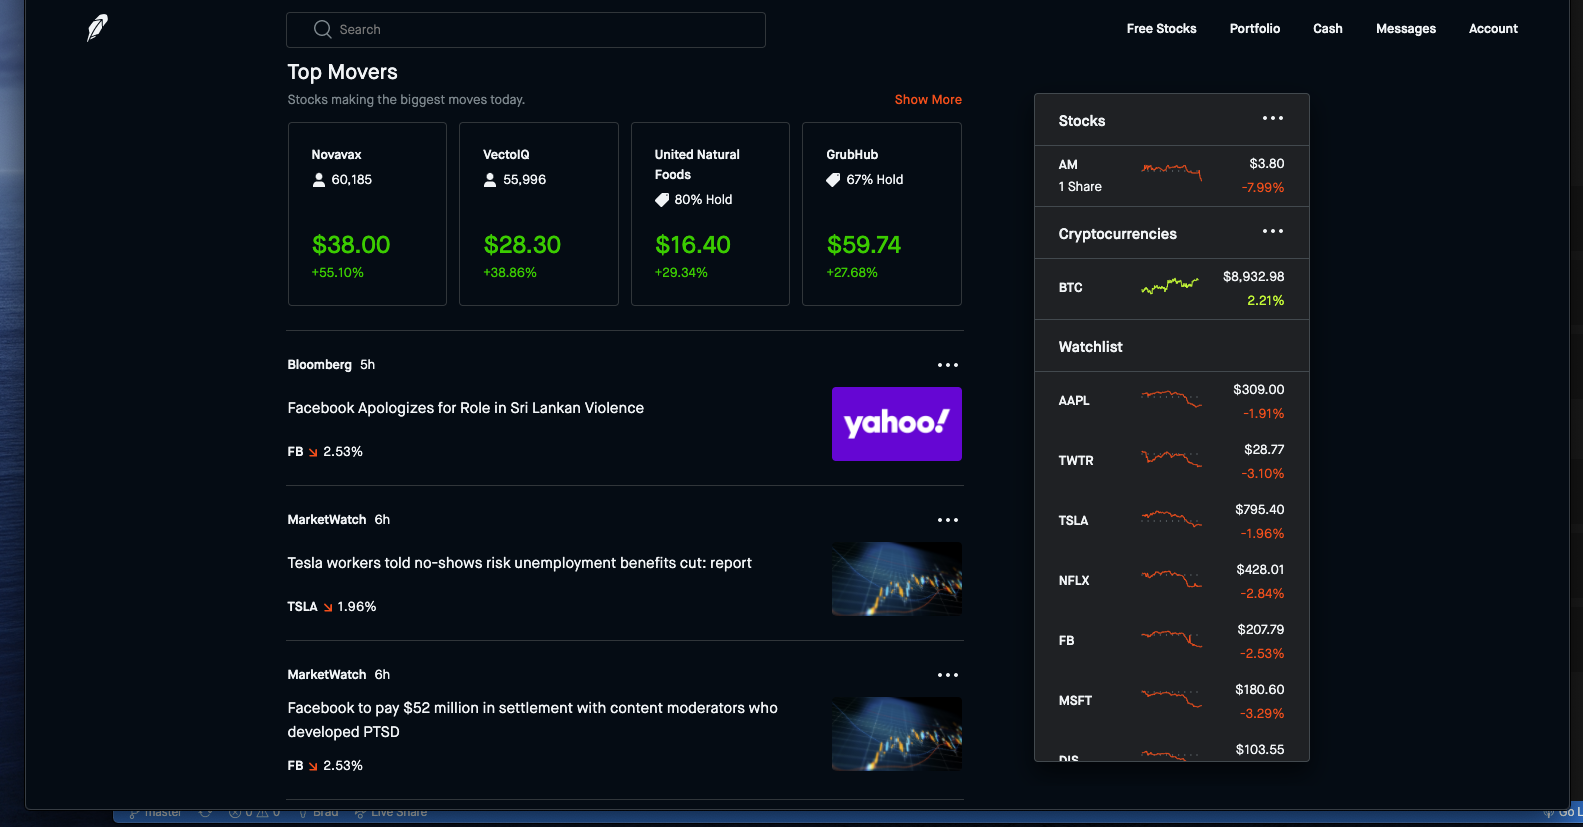 Search
Free Stocks
Portfolio
Cash
Messages
Account
Top Movers
Stocks making the biggest moves today.
Show More
Novavax
60,185
$38.00
+55.10%
VectoIQ
55,996
$28.30
+38.86%
United Natural
Foods
80% Hold
$16.40
+29.34%
GrubHub
67% Hold
$59.74
+27.68%
Bloomberg 5h
Facebook Apologizes for Role in Sri Lankan Violence
FB 2.53%
yahoo!
MarketWatch 6h
Tesla workers told no-shows risk unemployment benefits cut: report
TSLA 1.96%
MarketWatch 6h
Facebook to pay $52 million in settlement with content moderators who
developed PTSD
FB 2.53%
Stocks
AM
1 Share
$3.80
-7.99%
Cryptocurrencies
BTC
$8,932.98
2.21%
Watchlist
AAPL
$309.00
-1.91%
TWTR
$28.77
-3.10%
TSLA
$795.40
-1.96%
NFLX
$428.01
-2.84%
FB
$207.79
-2.53%
MSFT
$180.60
-3.29%
DIS
$103.55
master
0
0
Brad
Live Share
Go L